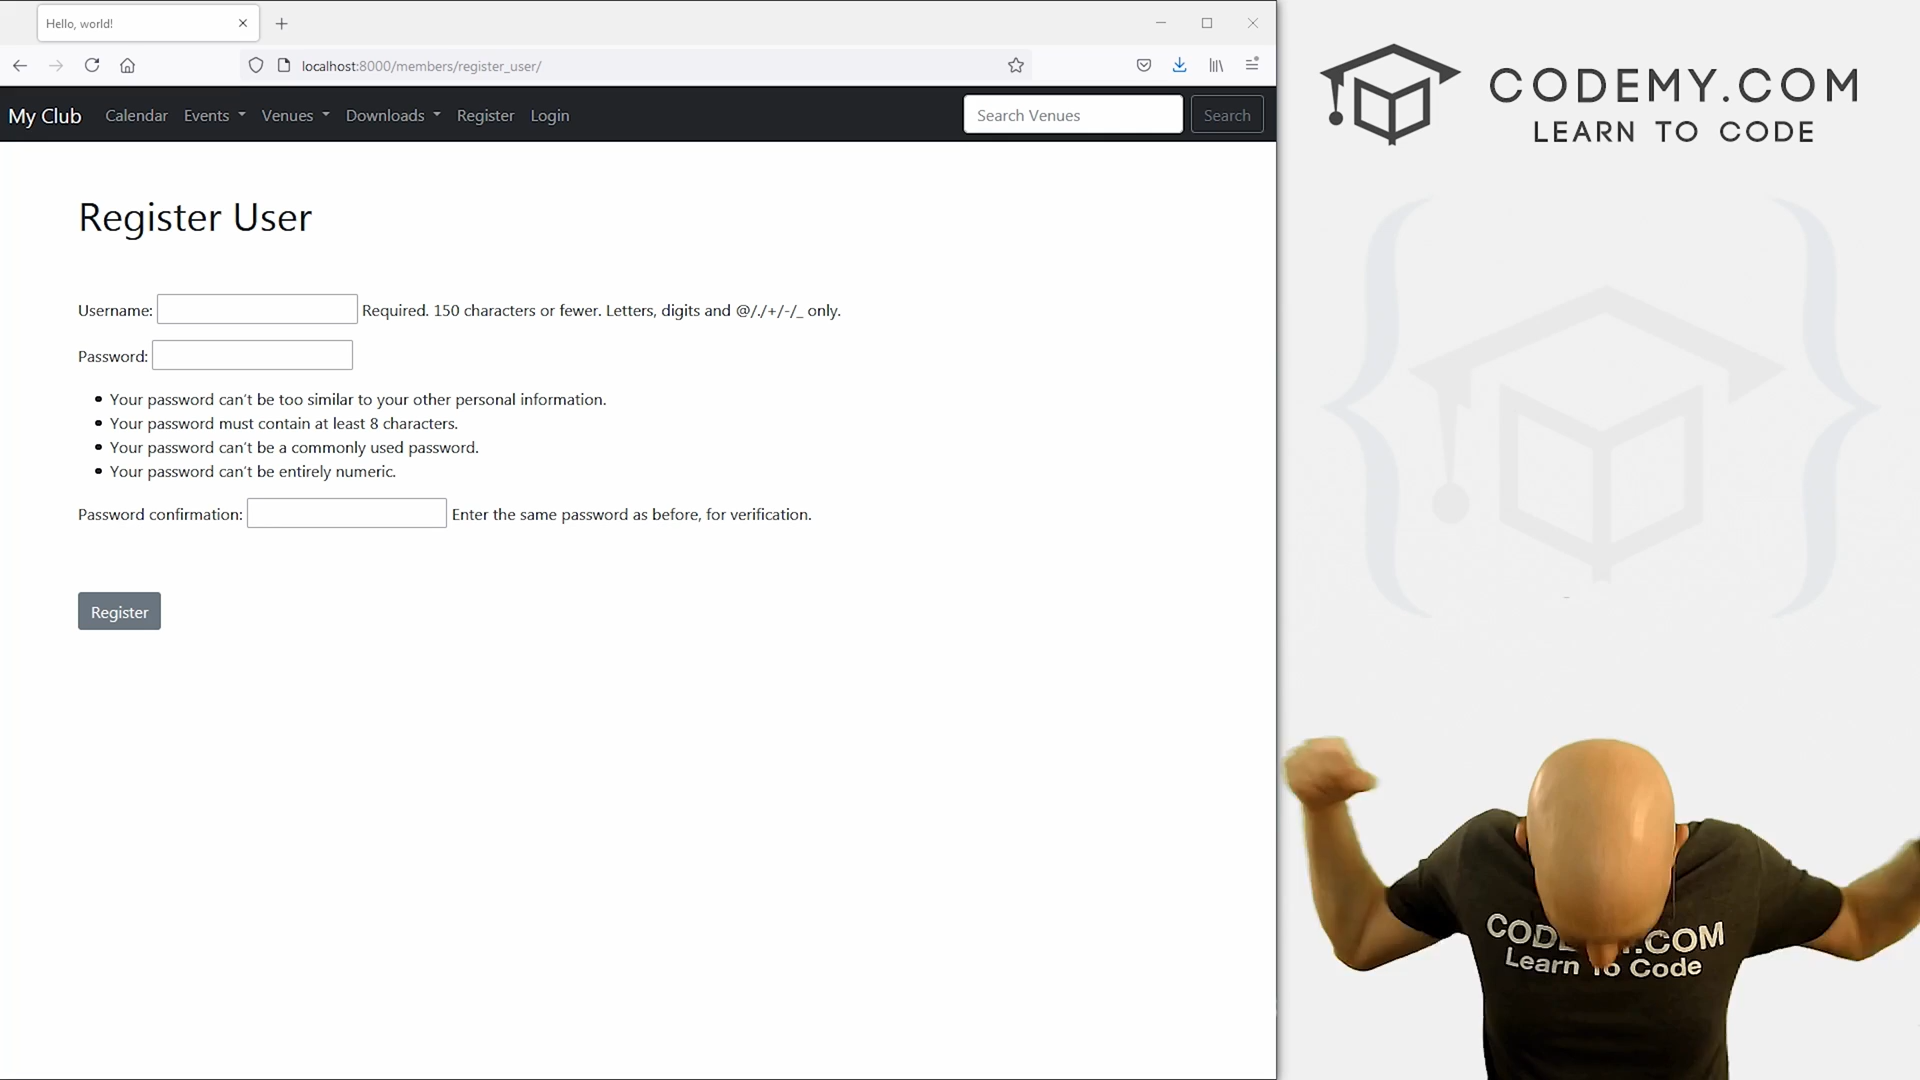 Hello, world!
localhost:8000/members/register_user/
My Club Calendar Events Venues Downloads Register Login Search Venues Search
Register User
Username: Required. 150 characters or fewer. Letters, digits and @/./+/-/_ only.
Password:
Your password can't be too similar to your other personal information.
Your password must contain at least 8 characters.
Your password can't be a commonly used password.
Your password can't be entirely numeric.
Password confirmation: Enter the same password as before, for verification.
Register
CODEMY.COM
LEARN TO CODE
.COM
Learn To Code